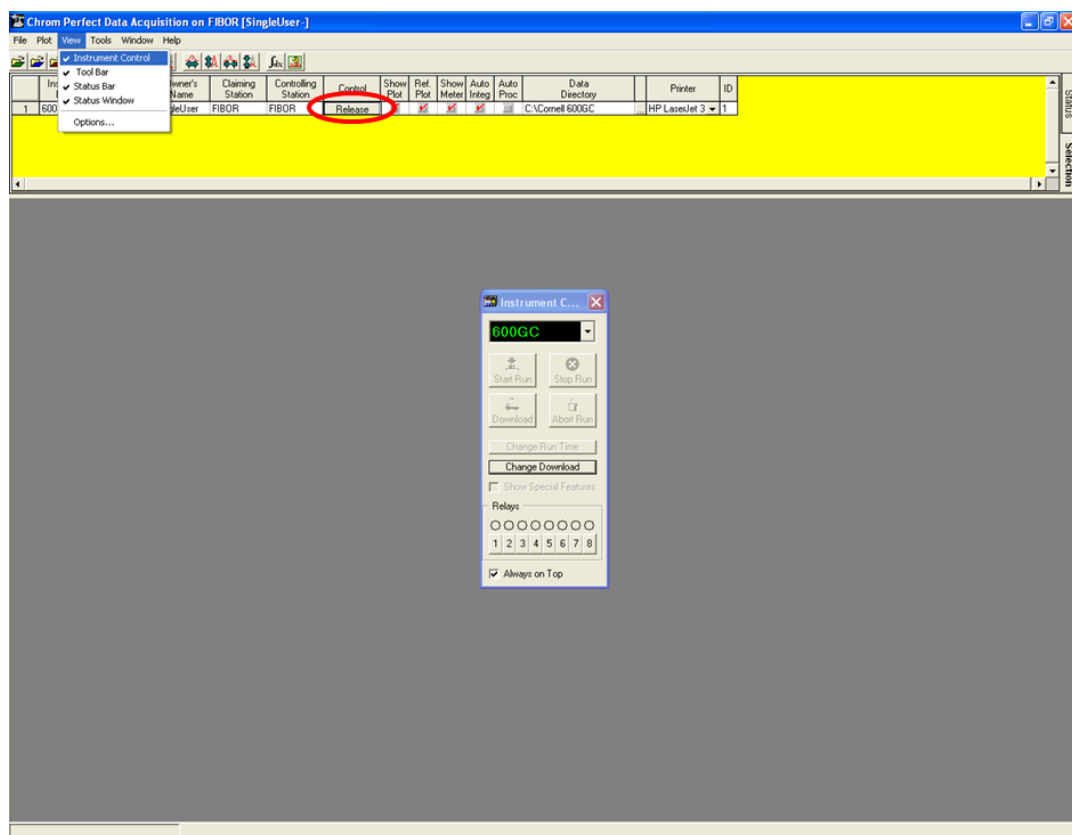 Chrom Perfect Data Acquisition on FIBOR [SingleUser-]
File Plot View Tools Window Help
Instrument Control
Tool Bar
Status Bar
Status Window
Options...
Claiming Station
Controlling Station
Control
Show Plot
Ref. Plot
Show Meter
Auto Integ
Auto Proc
Data Directory
Printer
ID
Name
1 600 FIBOR FIBOR Release C:\Cornell 600GC ... HP LaserJet 3 1
Status
Selection
Instrument C...
600GC
Start Run Stop Run
Download Abort Run
Change Run Time
Change Download
Show Special Features
Relays
1 2 3 4 5 6 7 8
Always on Top